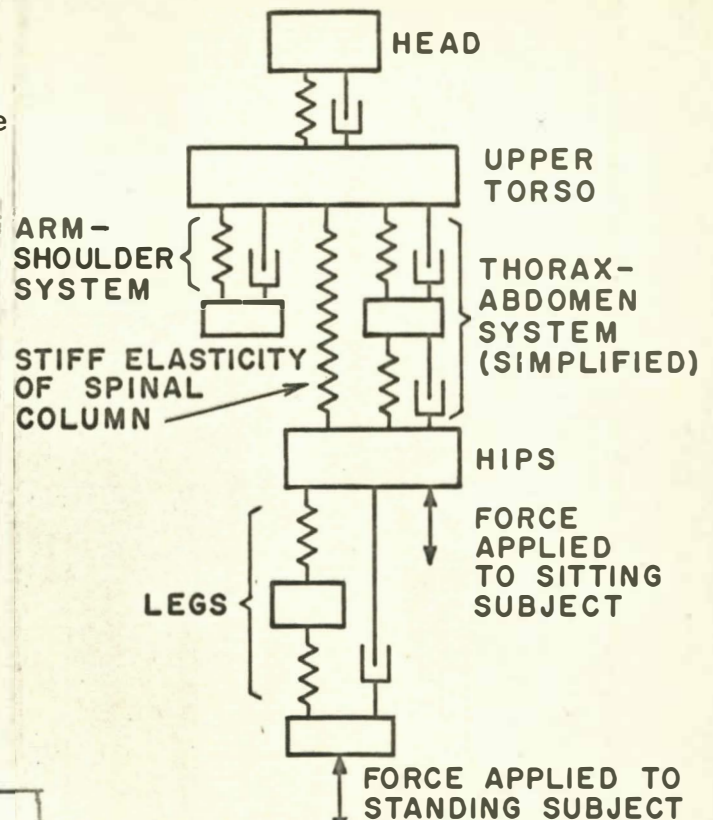 HEAD
UPPER
TORSO
ARM-
SHOULDER
SYSTEM
THORAX-
ABDOMEN
SYSTEM
(SIMPLIFIED)
STIFF ELASTICITY
OF SPINAL
COLUMN
HIPS
FORCE
APPLIED
TO SITTING
SUBJECT
LEGS
FORCE APPLIED TO
STANDING SUBJECT